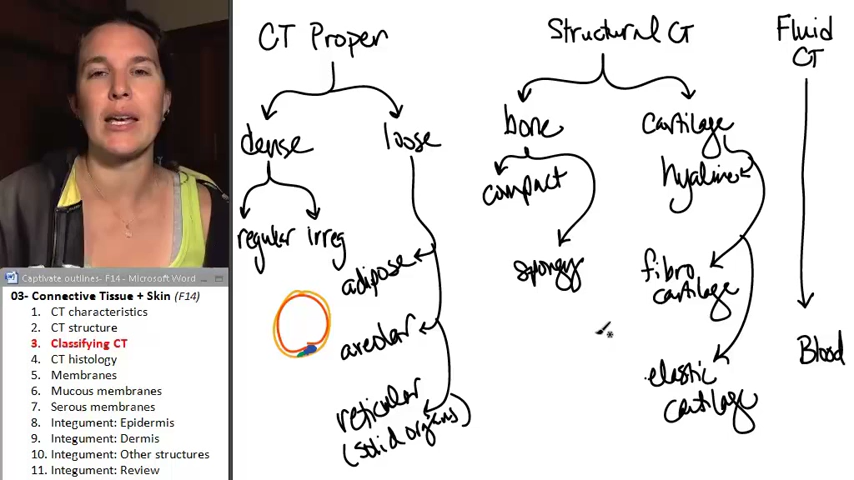 CT Proper
dense
loose
regular irreg
adipose
areolar
reticular
(solid organs)
Structural CT
bone
cartilage
compact
spongy
hyaline
fibro
cartilage
elastic
cartilage
Fluid
CT
Blood
Captivate outlines- F14 - Microsoft Word
03- Connective Tissue + Skin (F14)
1. CT characteristics
2. CT structure
3. Classifying CT
4. CT histology
5. Membranes
6. Mucous membranes
7. Serous membranes
8. Integument: Epidermis
9. Integument: Dermis
10. Integument: Other structures
11. Integument: Review